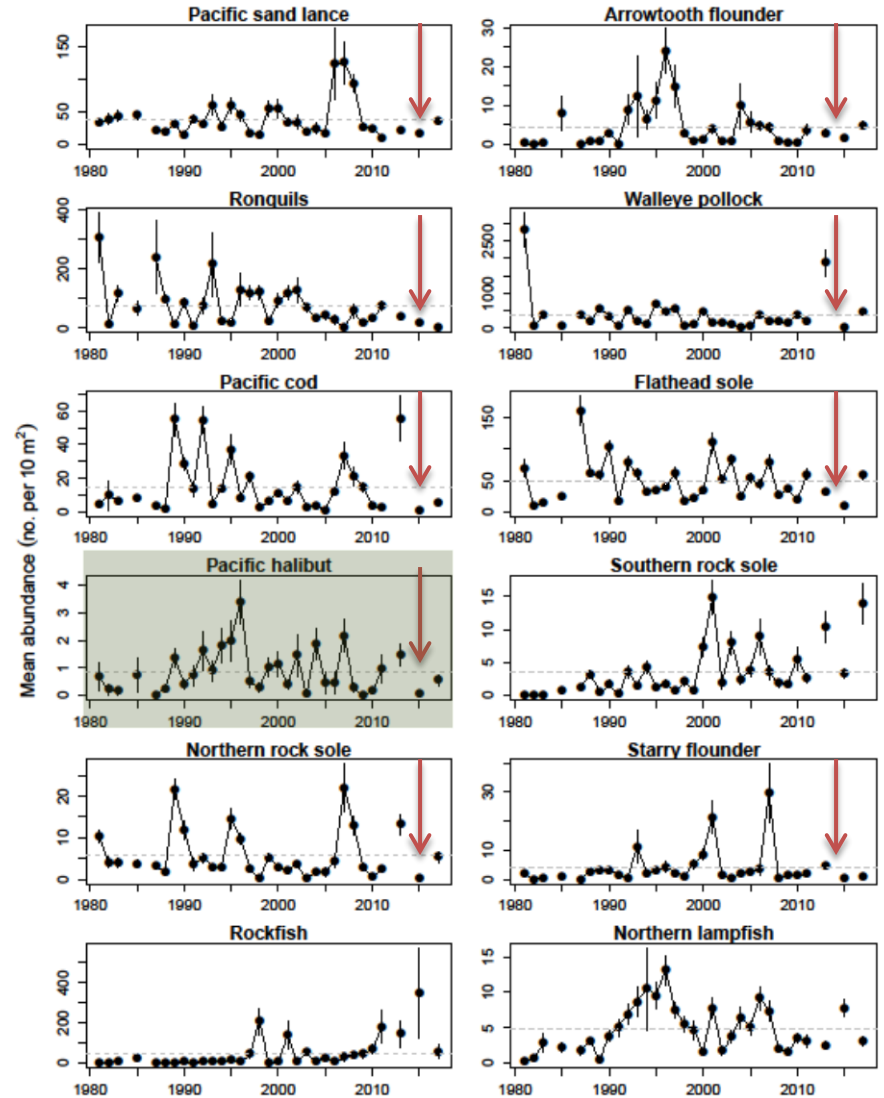 Mean abundance (no. per 10 m²)
Pacific sand lance
150
50
0
1980 1990 2000 2010
Arrowtooth flounder
30
20
10
0
1980 1990 2000 2010
Ronquils
400
200
0
1980 1990 2000 2010
Walleye pollock
2500
1000
0
1980 1990 2000 2010
Pacific cod
60
40
20
0
1980 1990 2000 2010
Flathead sole
150
50
0
1980 1990 2000 2010
Pacific halibut
4
3
2
1
0
1980 1990 2000 2010
Southern rock sole
15
10
5
0
1980 1990 2000 2010
Northern rock sole
20
10
0
1980 1990 2000 2010
Starry flounder
30
10
0
1980 1990 2000 2010
Rockfish
400
200
0
1980 1990 2000 2010
Northern lampfish
15
10
5
0
1980 1990 2000 2010